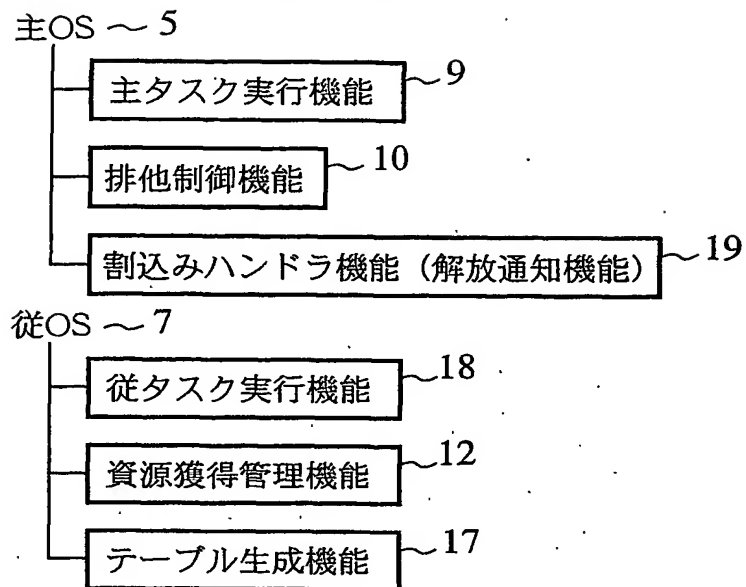 主OS ～ 5
主タスク実行機能 ～ 9
排他制御機能 ～ 10
割込みハンドラ機能（解放通知機能） ～ 19
従OS ～ 7
従タスク実行機能 ～ 18
資源獲得管理機能 ～ 12
テーブル生成機能 ～ 17